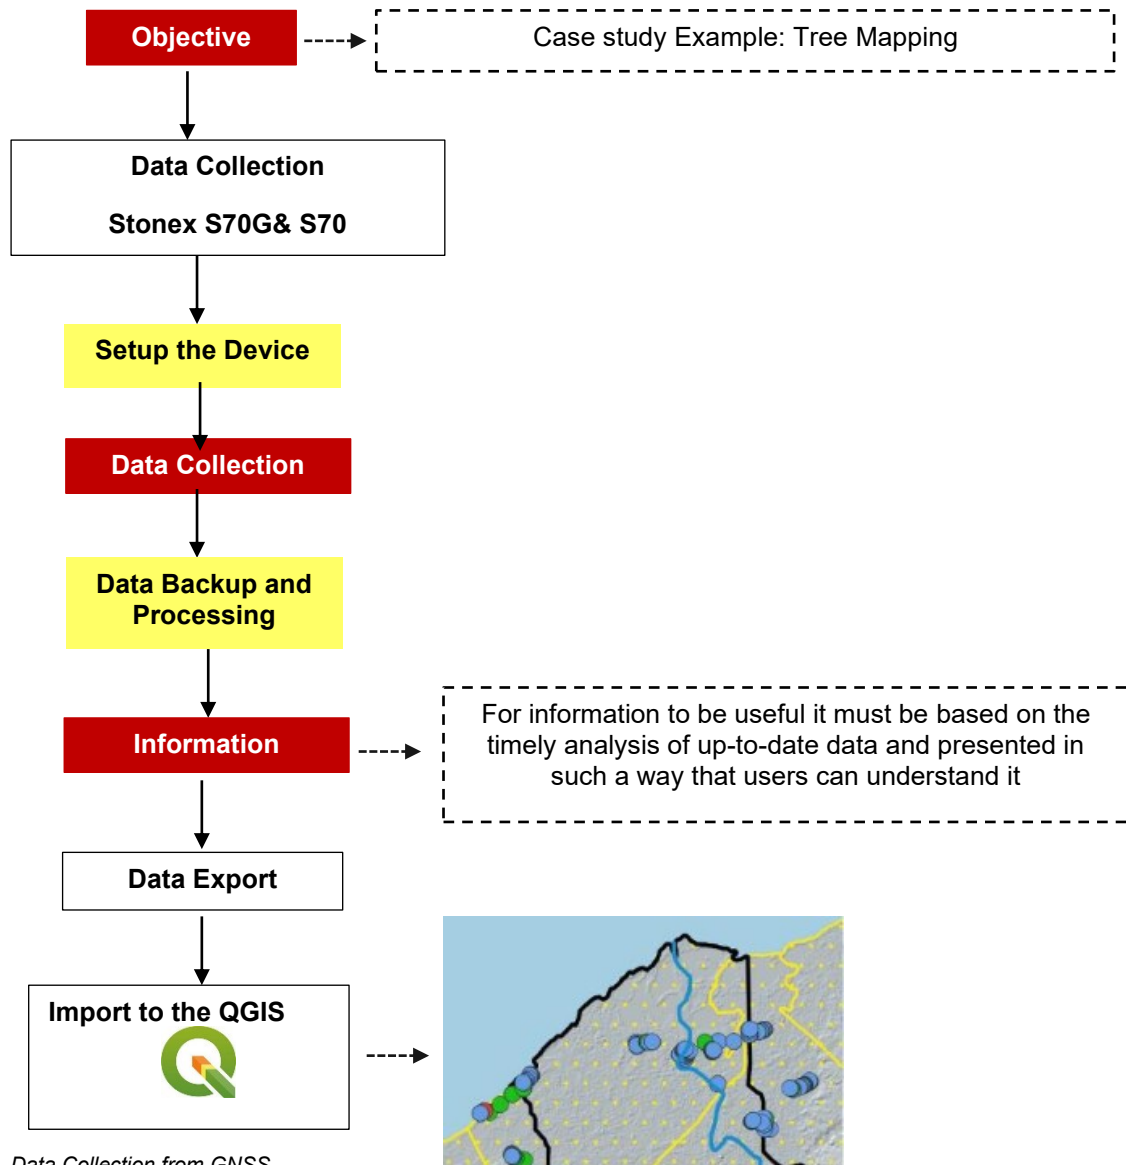 Objective
Case study Example: Tree Mapping
Data Collection
Stonex S70G& S70
Setup the Device
Data Collection
Data Backup and
Processing
Information
For information to be useful it must be based on the
timely analysis of up-to-date data and presented in
such a way that users can understand it
Data Export
Import to the QGIS
Data Collection from GNSS